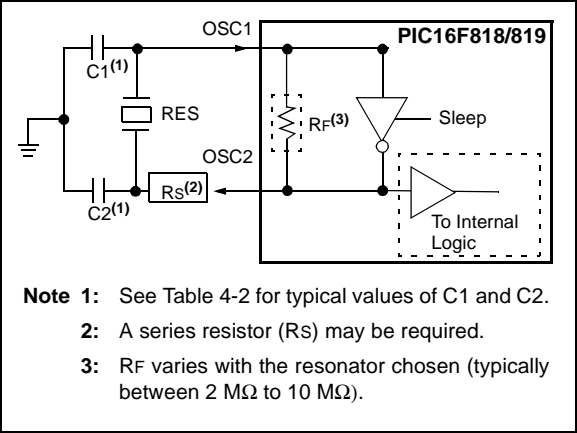 OSC1
PIC16F818/819
C1(1)
RES
RF(3)
Sleep
OSC2
C2(1)
RS(2)
To Internal
Logic
Note 1: See Table 4-2 for typical values of C1 and C2.
2: A series resistor (RS) may be required.
3: RF varies with the resonator chosen (typically
between 2 MΩ to 10 MΩ).